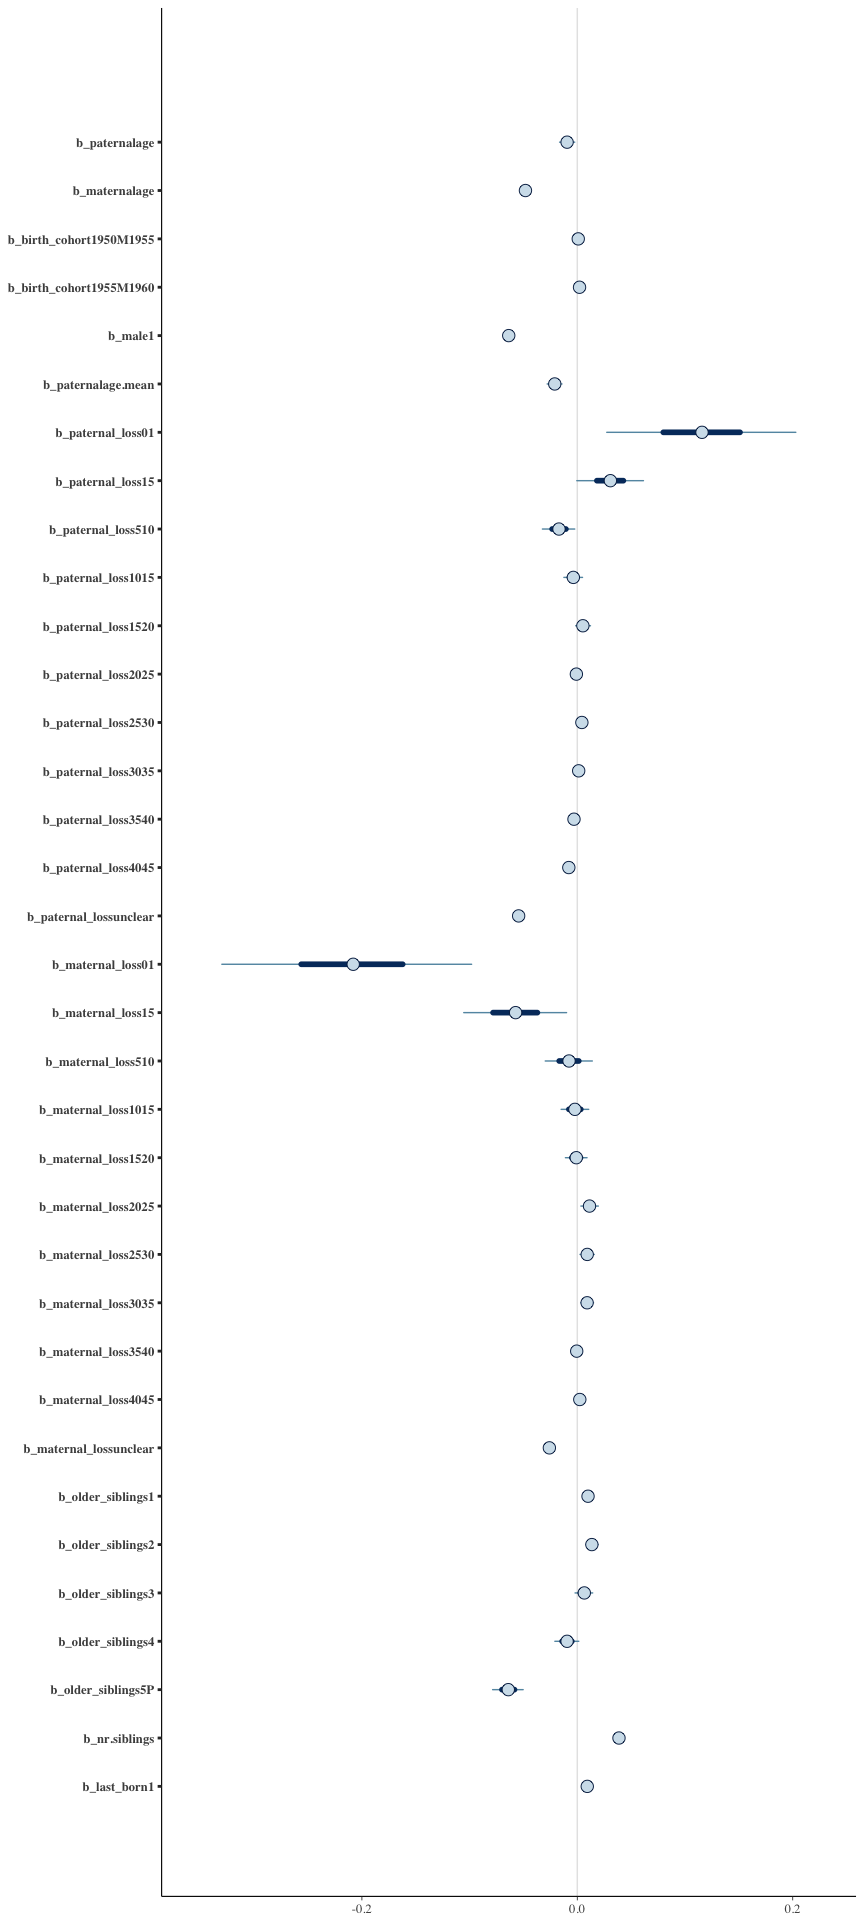 b_paternalage
b_maternalage
b_birth_cohort1950M1955
b_birth_cohort1955M1960
b_male1
b_paternalage.mean
b_paternal_loss01
b_paternal_loss15
b_paternal_loss510
b_paternal_loss1015
b_paternal_loss1520
b_paternal_loss2025
b_paternal_loss2530
b_paternal_loss3035
b_paternal_loss3540
b_paternal_loss4045
b_paternal_lossunclear
b_maternal_loss01
b_maternal_loss15
b_maternal_loss510
b_maternal_loss1015
b_maternal_loss1520
b_maternal_loss2025
b_maternal_loss2530
b_maternal_loss3035
b_maternal_loss3540
b_maternal_loss4045
b_maternal_lossunclear
b_older_siblings1
b_older_siblings2
b_older_siblings3
b_older_siblings4
b_older_siblings5P
b_nr.siblings
b_last_born1
-0.2 0.0 0.2